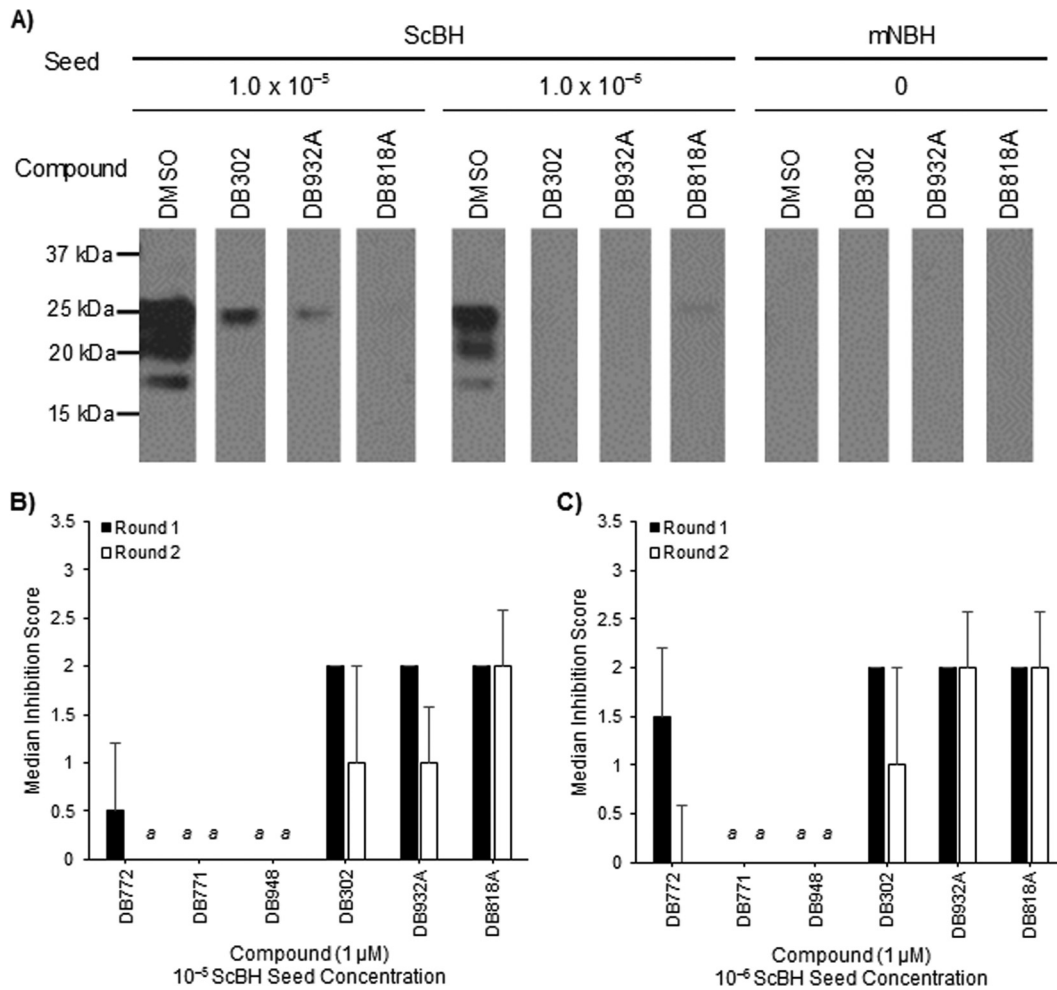 A)
Seed
ScBH
mNBH
1.0 x 10⁻⁵
1.0 x 10⁻⁶
0
Compound
DMSO
DB302
DB932A
DB818A
DMSO
DB302
DB932A
DB818A
DMSO
DB302
DB932A
DB818A
37 kDa
25 kDa
20 kDa
15 kDa
B)
Round 1
Round 2
Median Inhibition Score
3.5
3
2.5
2
1.5
1
0.5
0
a a a a a
DB772
DB771
DB948
DB302
DB932A
DB818A
Compound (1 µM)
10⁻⁵ ScBH Seed Concentration
C)
Round 1
Round 2
Median Inhibition Score
3.5
3
2.5
2
1.5
1
0.5
0
a a a a
DB772
DB771
DB948
DB302
DB932A
DB818A
Compound (1 µM)
10⁻⁶ ScBH Seed Concentration